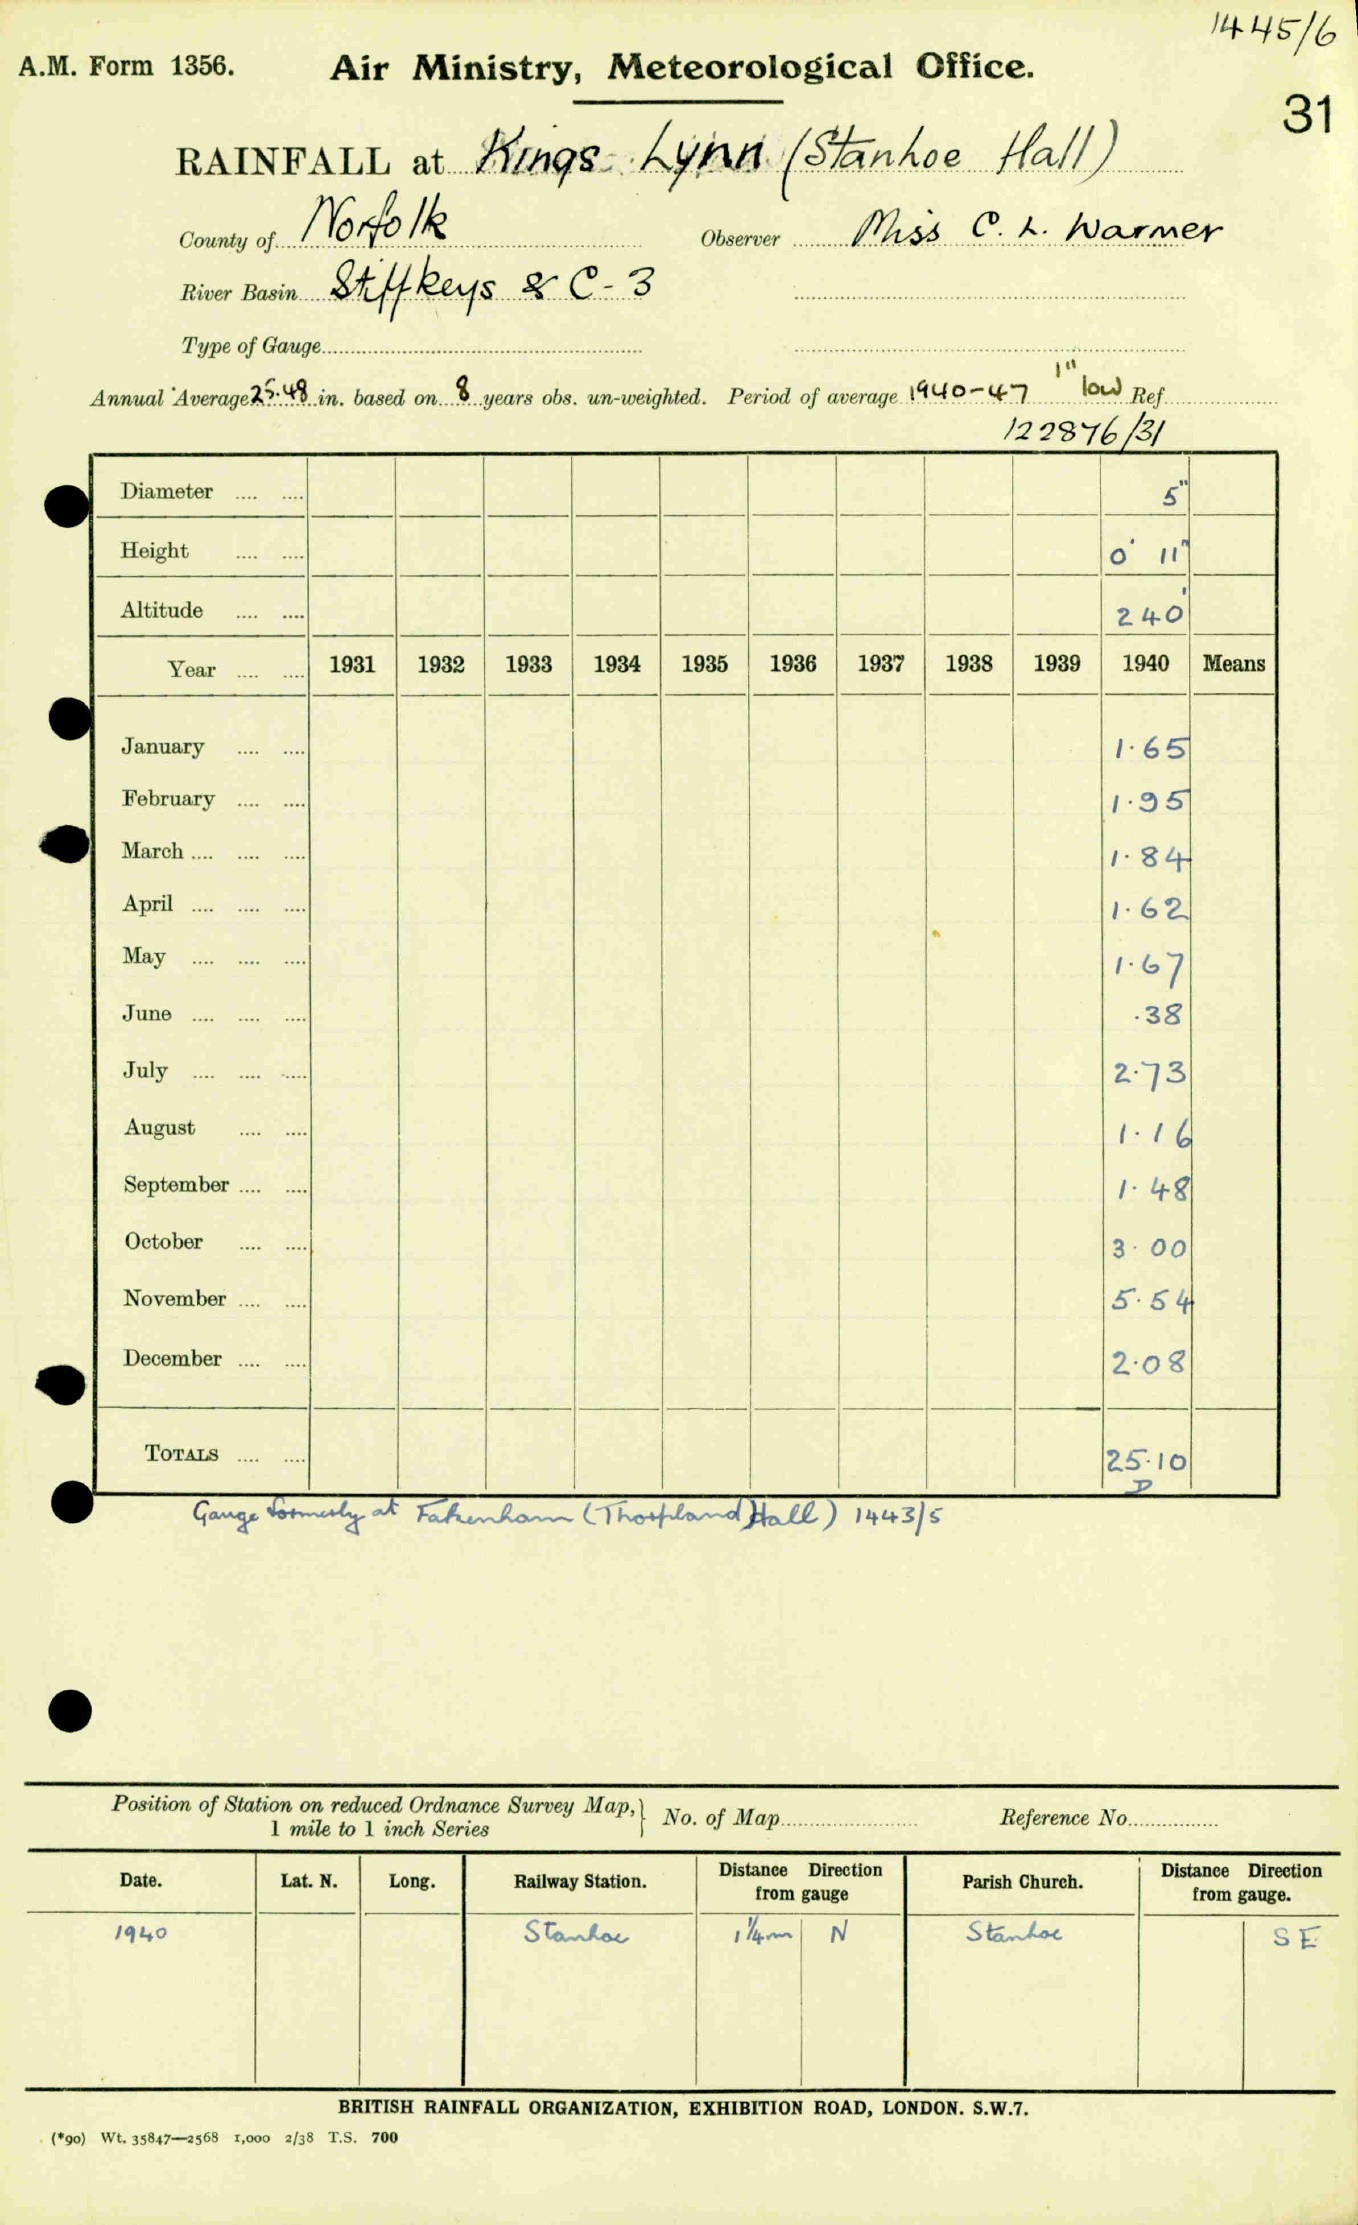 1445/6
A.M. Form 1356. Air Ministry, Meteorological Office.
31
RAINFALL at Kings Lynn (Stanhoe Hall)
County of Norfolk Observer Miss C. L. Warmer
River Basin Stiffkeys & C-3
Type of Gauge
1" low
Annual Average 25.48 in. based on 8 years obs. un-weighted. Period of average 1940-47 Ref.
122876/31
Diameter .... .... 5"
Height .... .... 0' 11"
Altitude .... .... 240'
Year .... .... 1931 1932 1933 1934 1935 1936 1937 1938 1939 1940 Means
January .... .... 1.65
February .... .... 1.95
March .... .... .... 1.84
April .... .... .... 1.62
May .... .... .... 1.67
June .... .... .... .38
July .... .... .... 2.73
August .... .... 1.16
September .... .... 1.48
October .... .... 3.00
November .... .... 5.54
December .... .... 2.08
TOTALS .... .... 25.10
D
Gauge formerly at Fakenham (Thorpland Hall) 1443/5
Position of Station on reduced Ordnance Survey Map, } No. of Map Reference No.
1 mile to 1 inch Series
Date. Lat. N. Long. Railway Station. Distance Direction from gauge Parish Church. Distance Direction from gauge.
1940 Stanhoe 1 1/4 m N Stanhoe SE
BRITISH RAINFALL ORGANIZATION, EXHIBITION ROAD, LONDON. S.W.7.
(*90) Wt. 35847—2568 1,000 2/38 T.S. 700